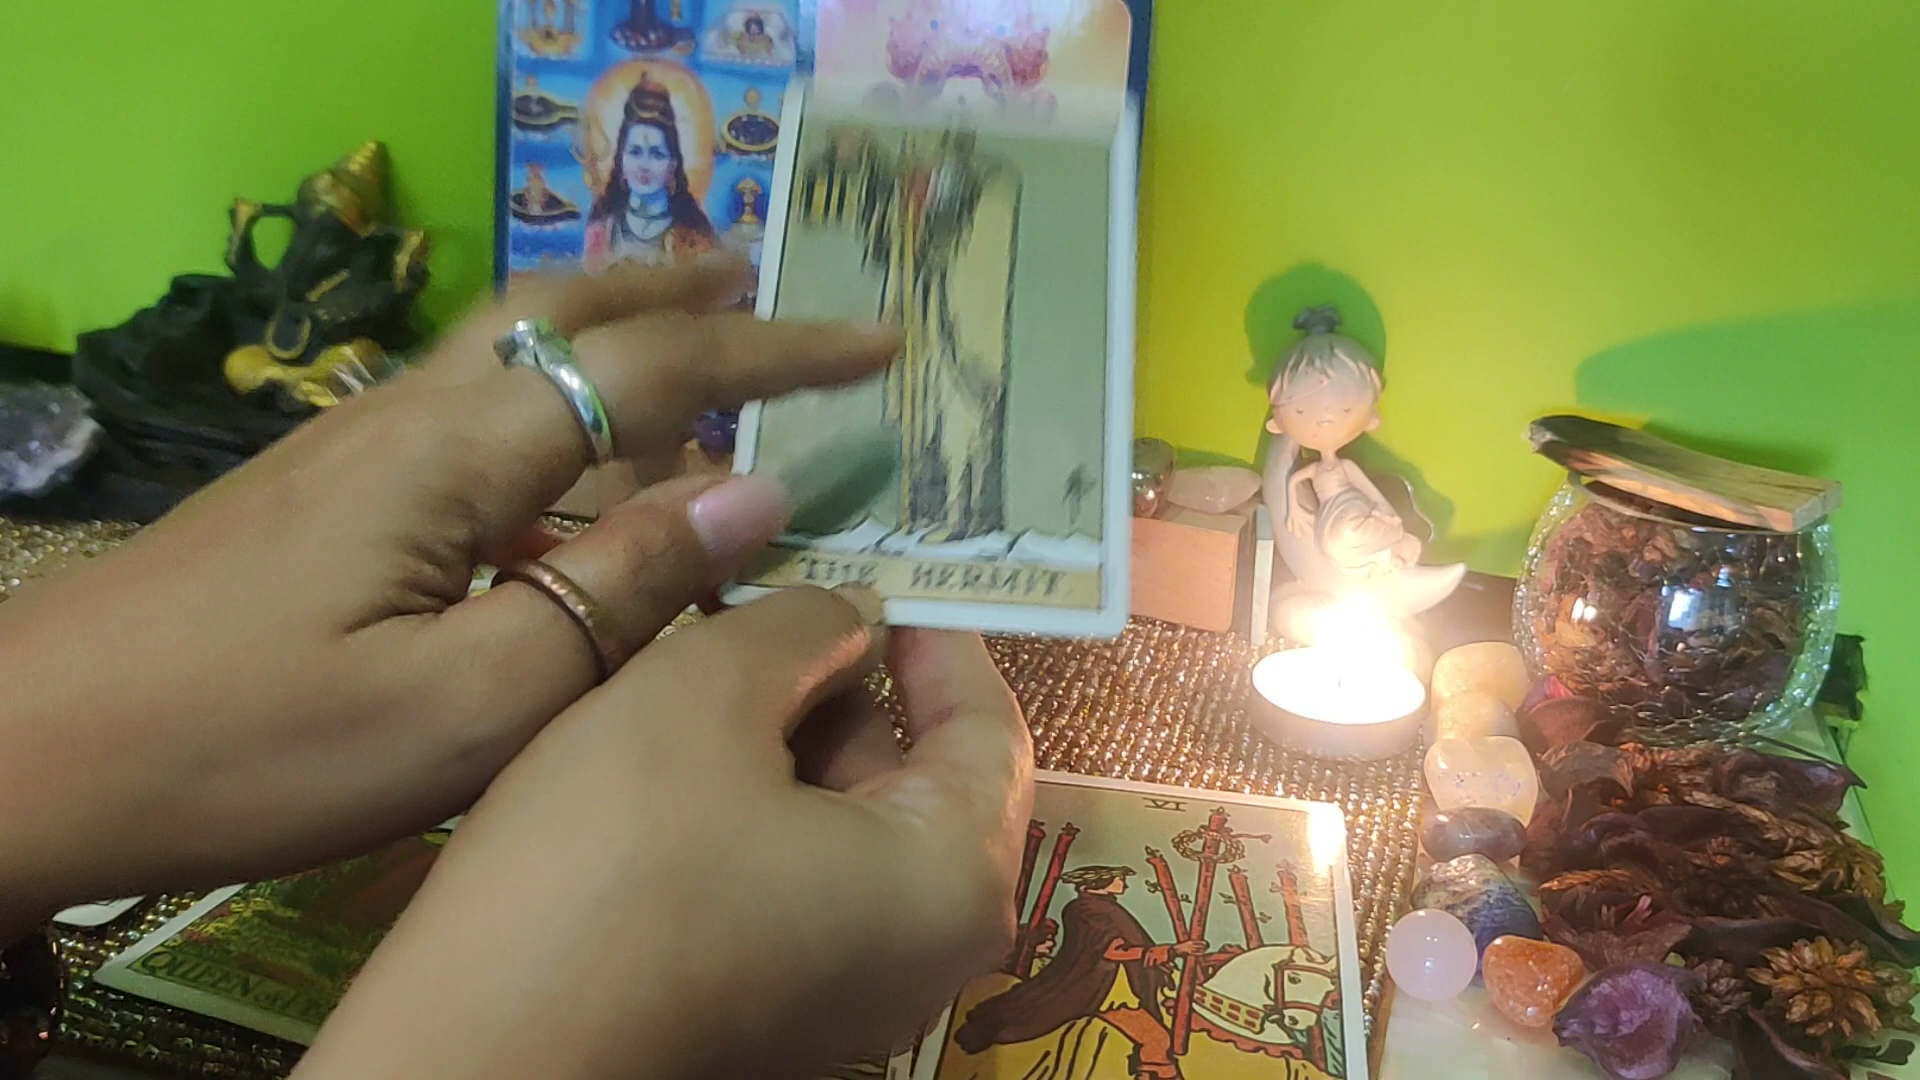 THE HERMIT.
VI
QUEEN of